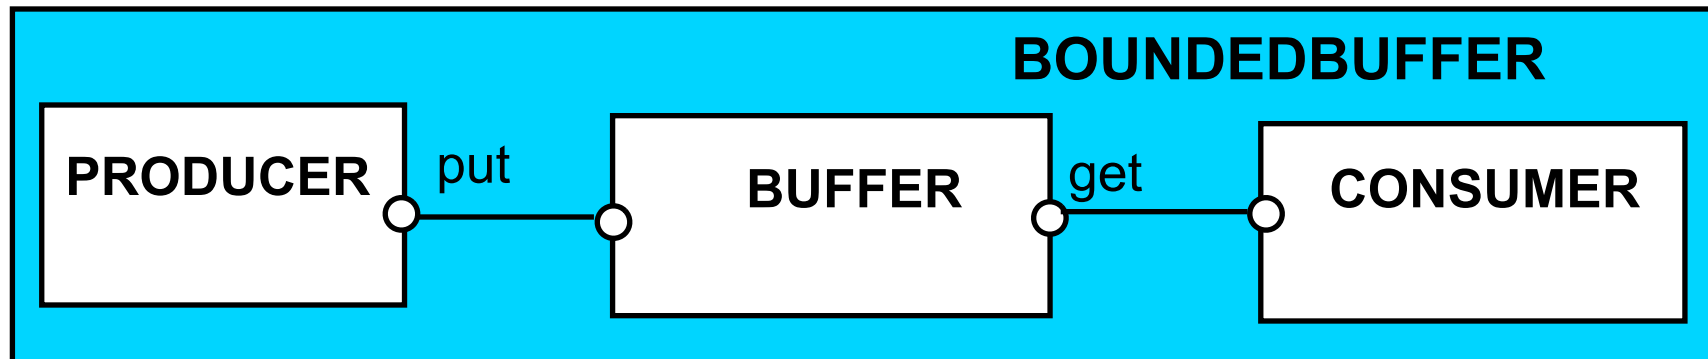 BOUNDEDBUFFER
PRODUCER
put
BUFFER
get
CONSUMER